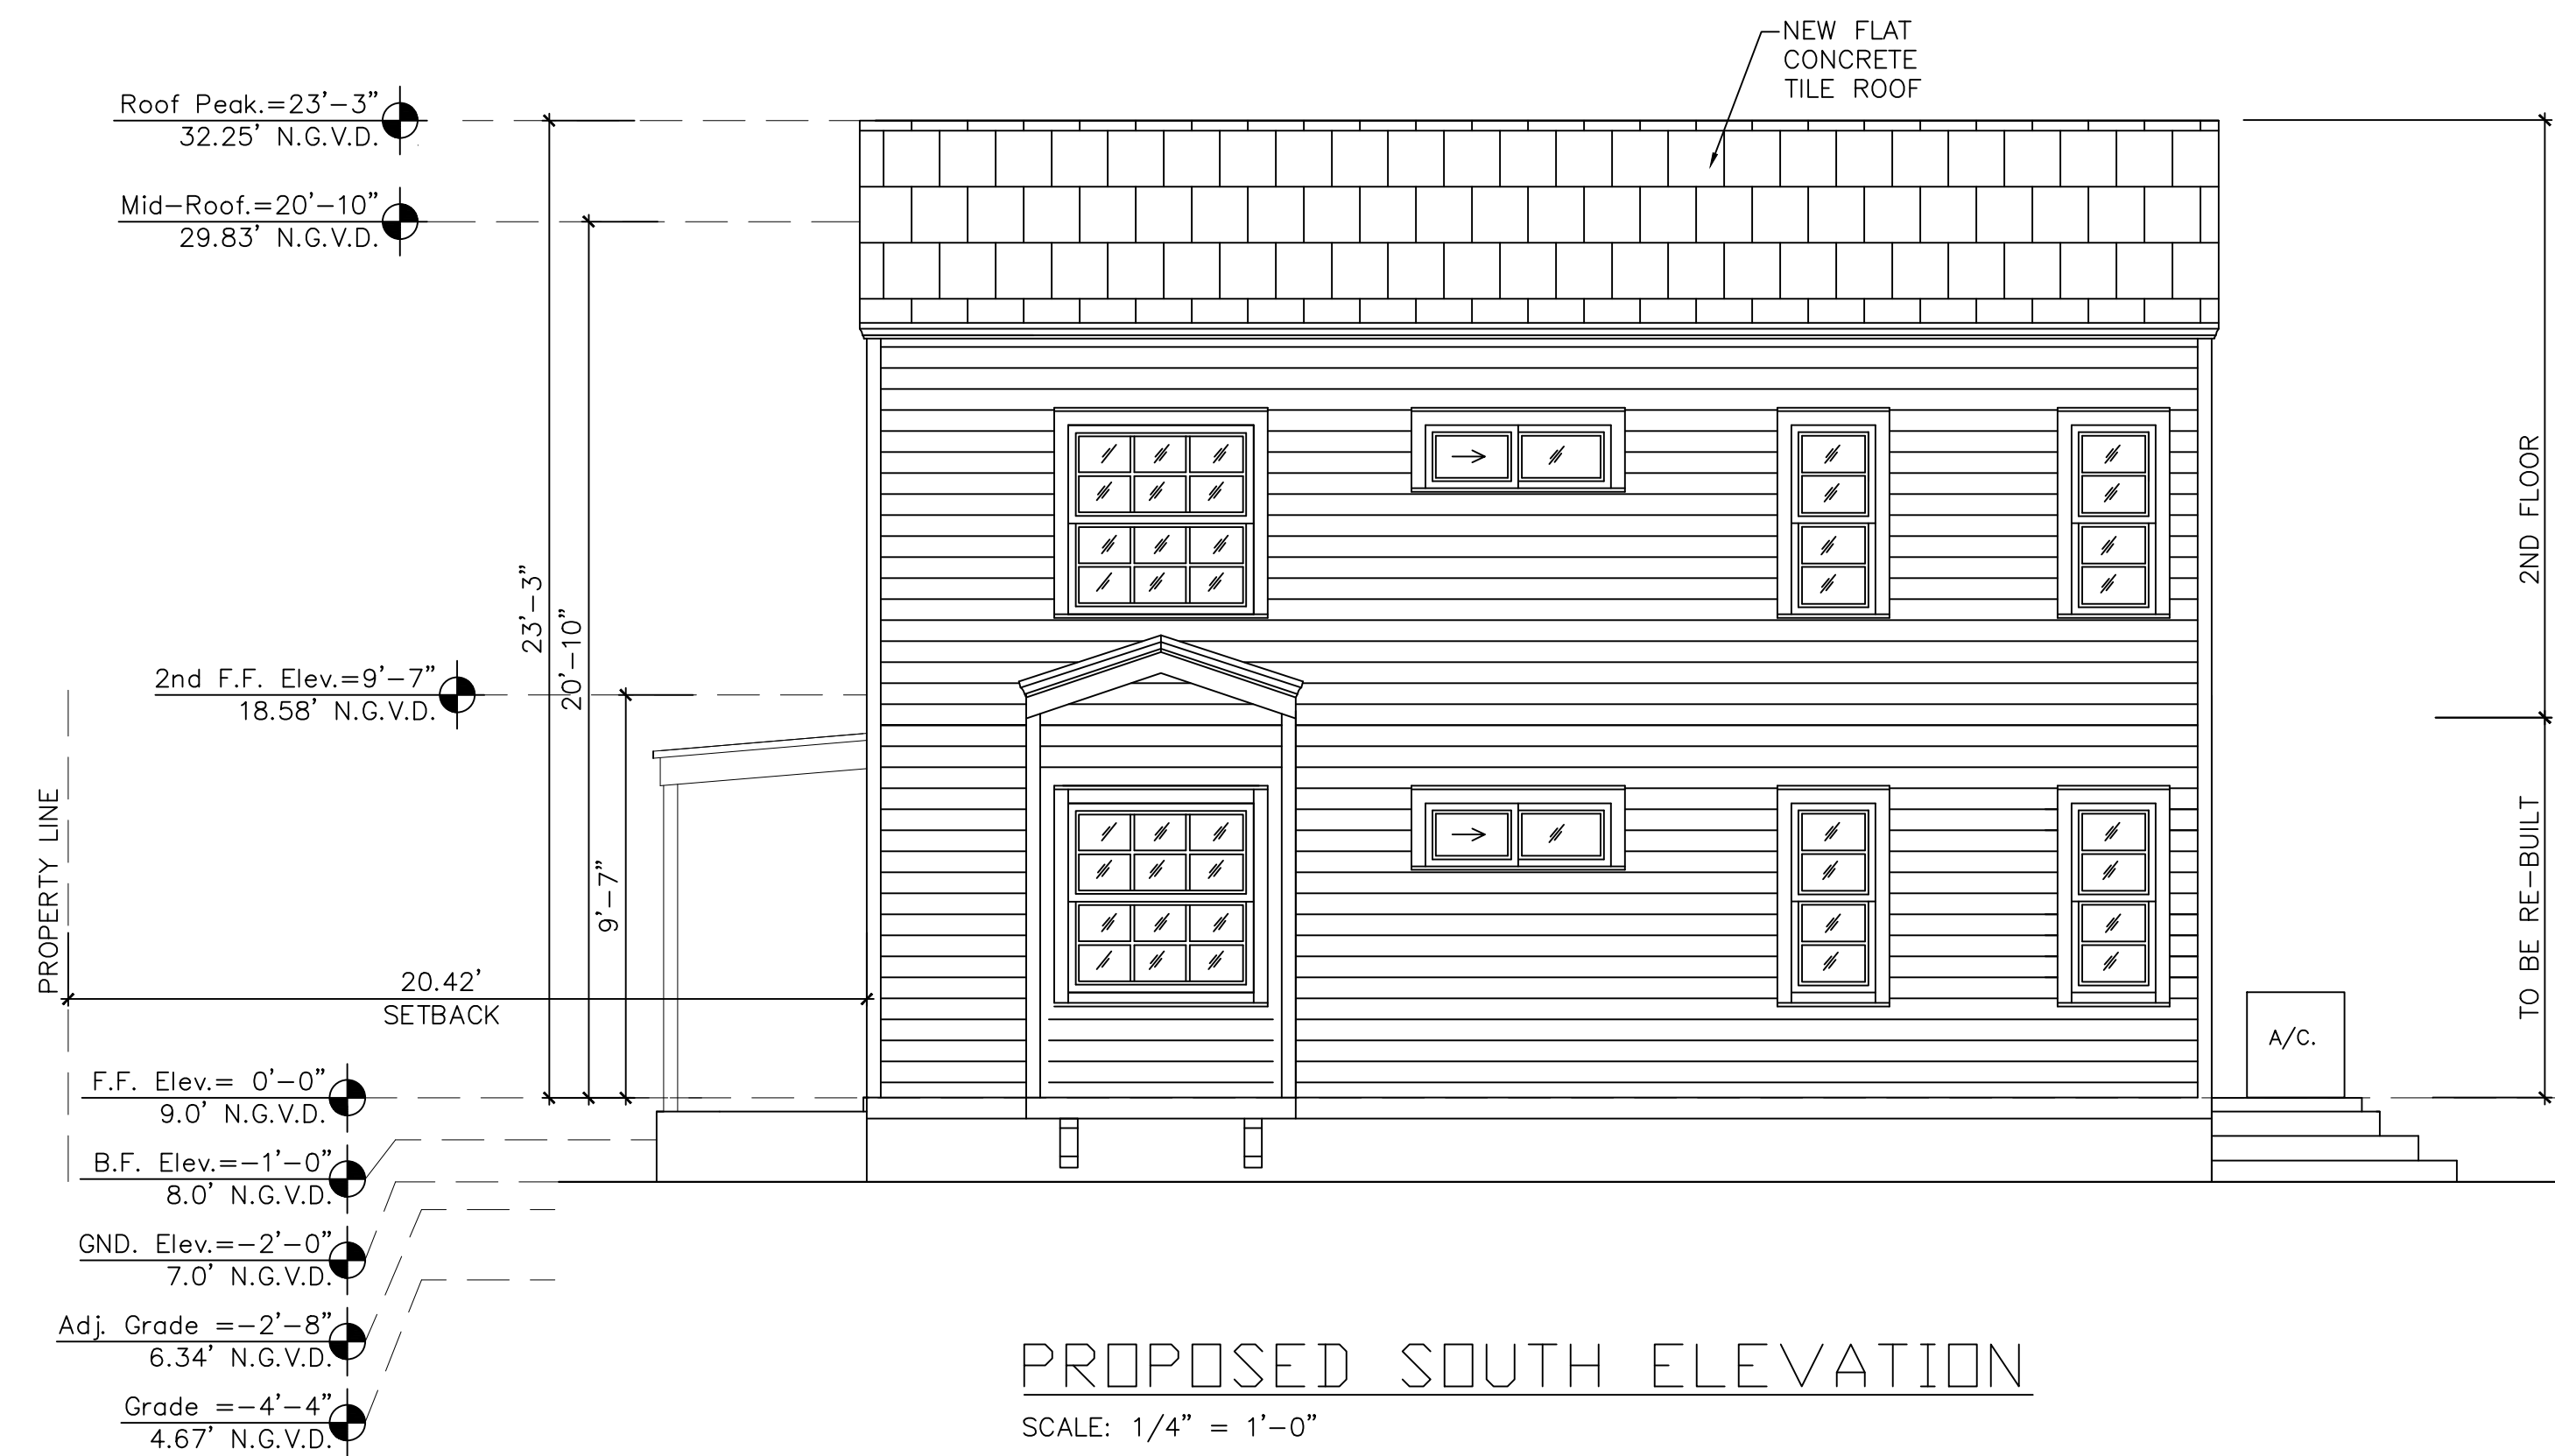 NEW FLAT
CONCRETE
TILE ROOF
Roof Peak.=23'-3"
32.25' N.G.V.D.
Mid-Roof.=20'-10"
29.83' N.G.V.D.
2ND FLOOR
23'-3"
20'-10"
2nd F.F. Elev.=9'-7"
18.58' N.G.V.D.
PROPERTY LINE
9'-7"
TO BE RE-BUILT
20.42'
SETBACK
A/C.
F.F. Elev.= 0'-0"
9.0' N.G.V.D.
B.F. Elev.=-1'-0"
8.0' N.G.V.D.
GND. Elev.=-2'-0"
7.0' N.G.V.D.
Adj. Grade =-2'-8"
6.34' N.G.V.D.
Grade =-4'-4"
4.67' N.G.V.D.
PROPOSED SOUTH ELEVATION
SCALE: 1/4" = 1'-0"